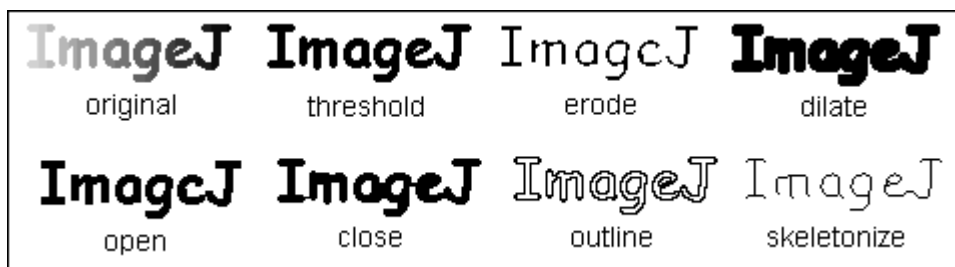 ImageJ ImageJ ImagcJ ImageJ
original threshold erode dilate
ImagcJ ImageJ ImageJ ImageJ
open close outline skeletonize